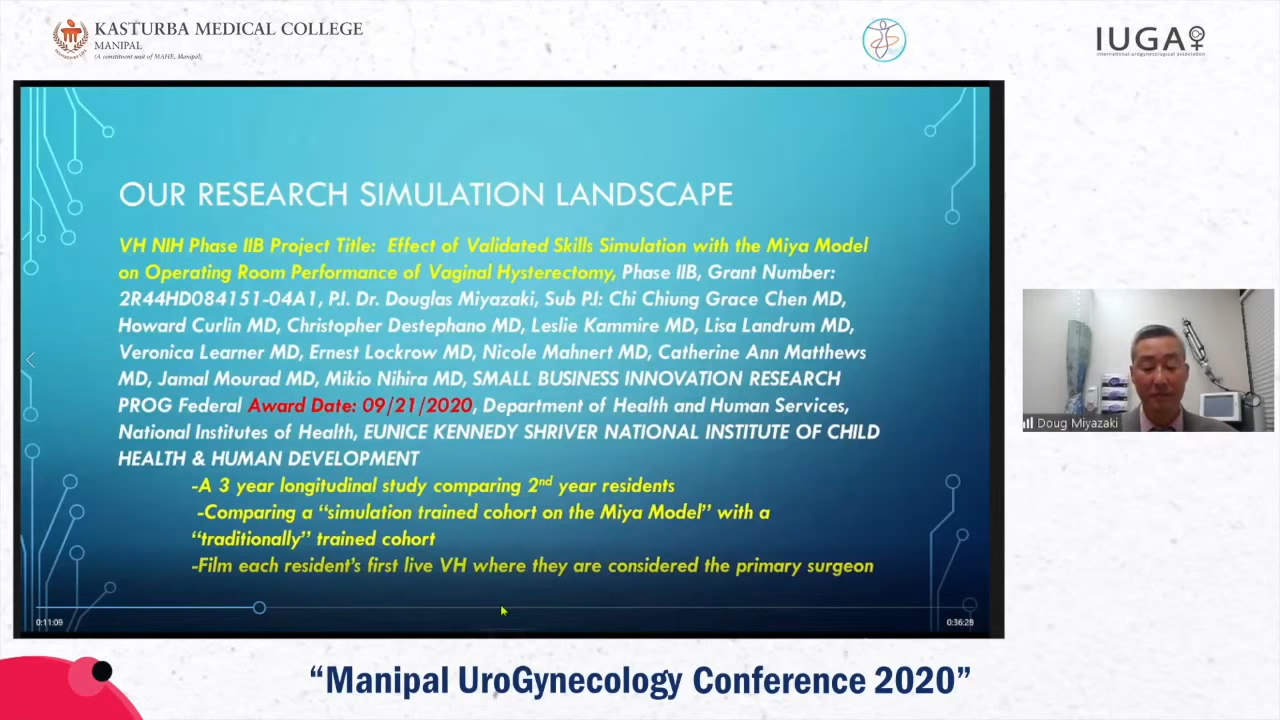 KASTURBA MEDICAL COLLEGE
MANIPAL
(A constituent unit of MAHE, Manipal)
IUGA
international urogynecological association
OUR RESEARCH SIMULATION LANDSCAPE
VH NIH Phase IIB Project Title: Effect of Validated Skills Simulation with the Miya Model
on Operating Room Performance of Vaginal Hysterectomy, Phase IIB, Grant Number:
2R44HD084151-04A1, P.I. Dr. Douglas Miyazaki, Sub P.I: Chi Chiung Grace Chen MD,
Howard Curlin MD, Christopher Destephano MD, Leslie Kammire MD, Lisa Landrum MD,
Veronica Learner MD, Ernest Lockrow MD, Nicole Mahnert MD, Catherine Ann Matthews
MD, Jamal Mourad MD, Mikio Nihira MD, SMALL BUSINESS INNOVATION RESEARCH
PROG Federal Award Date: 09/21/2020, Department of Health and Human Services,
National Institutes of Health, EUNICE KENNEDY SHRIVER NATIONAL INSTITUTE OF CHILD
HEALTH & HUMAN DEVELOPMENT
-A 3 year longitudinal study comparing 2nd year residents
-Comparing a “simulation trained cohort on the Miya Model” with a
“traditionally” trained cohort
-Film each resident’s first live VH where they are considered the primary surgeon
0:11:09
0:36:28
Doug Miyazaki
“Manipal UroGynecology Conference 2020”